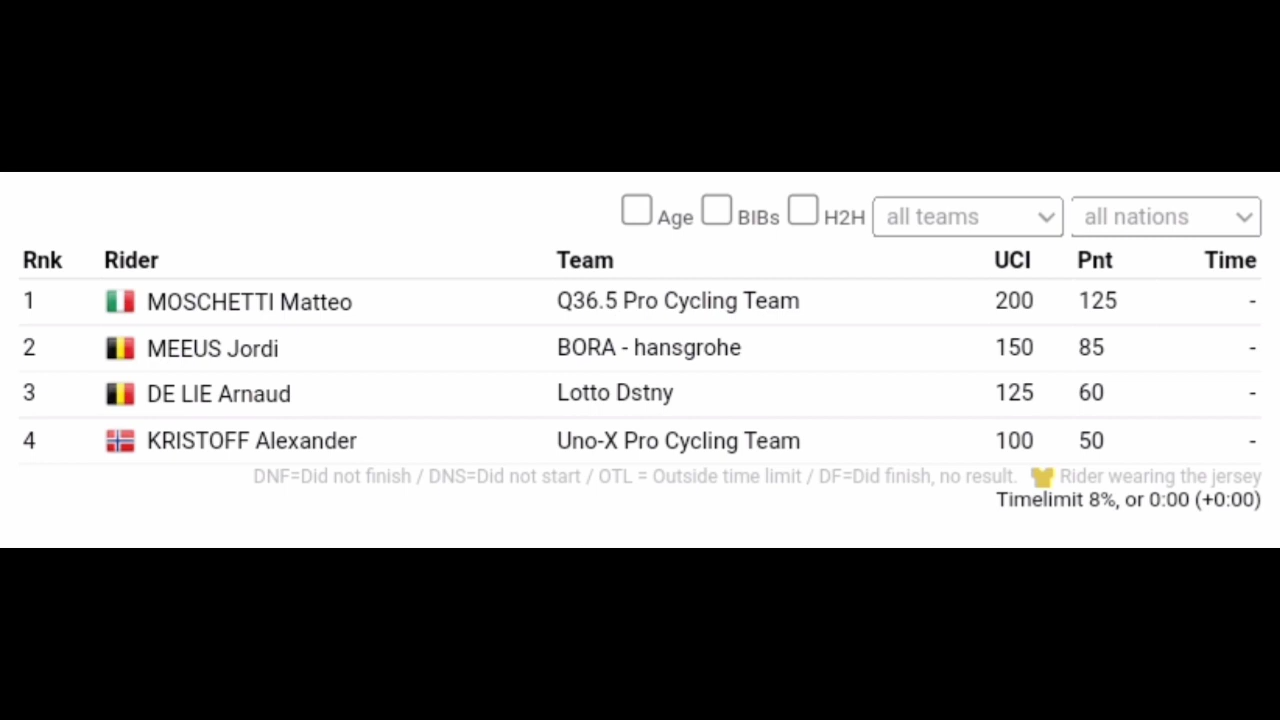 Age BIBs H2H all teams all nations
Rnk Rider Team UCI Pnt Time
1 MOSCHETTI Matteo Q36.5 Pro Cycling Team 200 125 -
2 MEEUS Jordi BORA - hansgrohe 150 85 -
3 DE LIE Arnaud Lotto Dstny 125 60 -
4 KRISTOFF Alexander Uno-X Pro Cycling Team 100 50 -
DNF=Did not finish / DNS=Did not start / OTL = Outside time limit / DF=Did finish, no result. Rider wearing the jersey
Timelimit 8%, or 0:00 (+0:00)